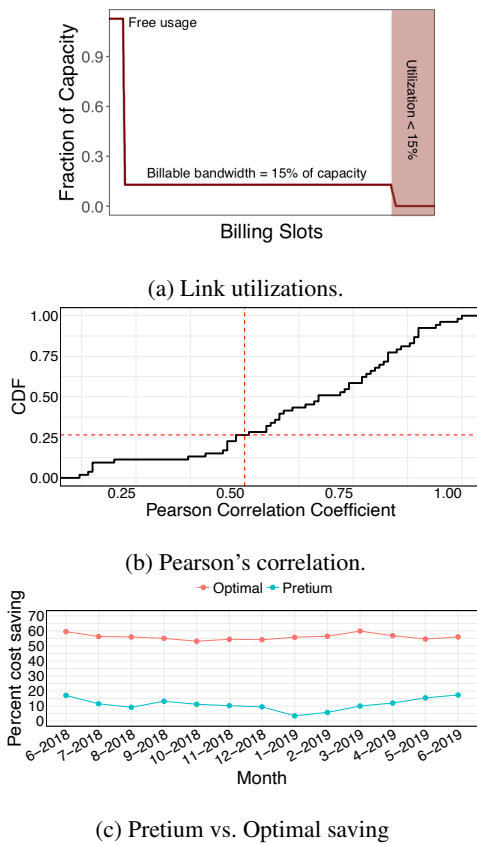 Free usage
Fraction of Capacity
0.9
0.6
0.3
0.0
Billable bandwidth = 15% of capacity
Utilization < 15%
Billing Slots
(a) Link utilizations.
CDF
1.00
0.75
0.50
0.25
0.00
0.25 0.50 0.75 1.00
Pearson Correlation Coefficient
(b) Pearson's correlation.
Optimal Pretium
Percent cost saving
70
60
50
40
30
20
10
0
6−2018 7−2018 8−2018 9−2018 10−2018 11−2018 12−2018 1−2019 2−2019 3−2019 4−2019 5−2019 6−2019
Month
(c) Pretium vs. Optimal saving